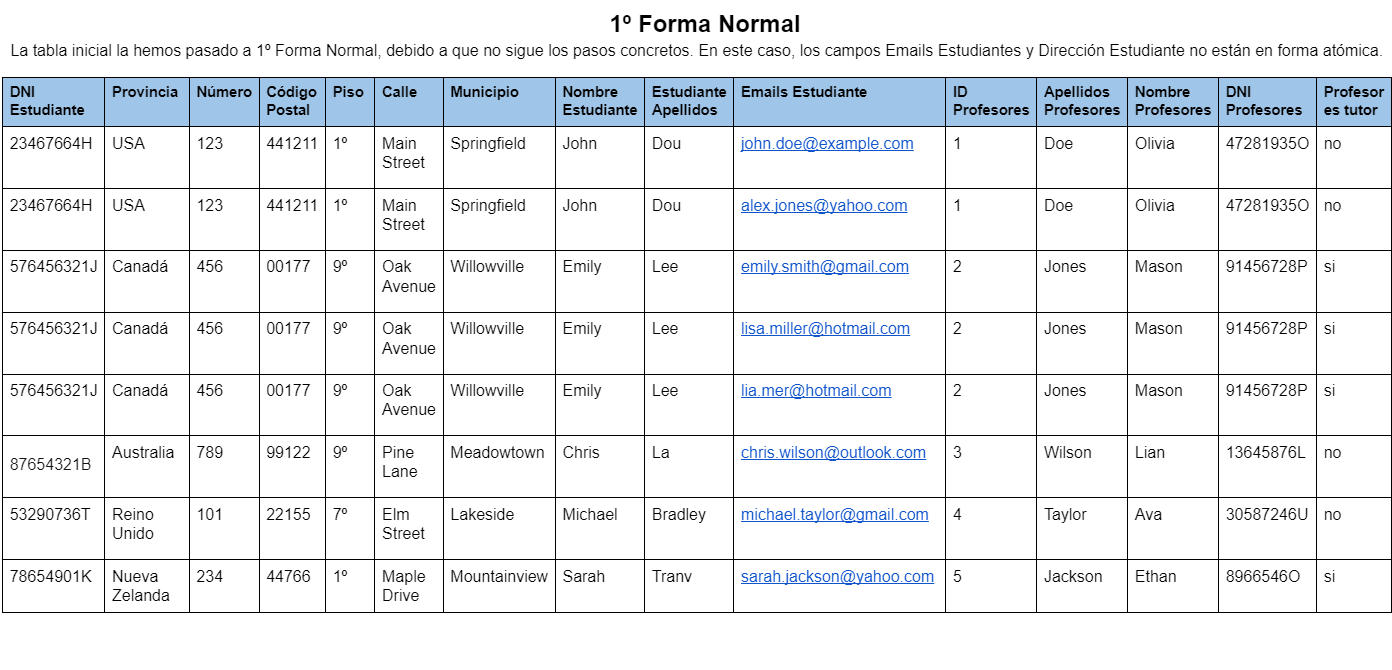 1º Forma Normal
La tabla inicial la hemos pasado a 1º Forma Normal, debido a que no sigue los pasos concretos. En este caso, los campos Emails Estudiantes y Dirección Estudiante no están en forma atómica.
DNI Estudiante | Provincia | Número | Código Postal | Piso | Calle | Municipio | Nombre Estudiante | Estudiante Apellidos | Emails Estudiante | ID Profesores | Apellidos Profesores | Nombre Profesores | DNI Profesores | Profesor es tutor
23467664H | USA | 123 | 441211 | 1º | Main Street | Springfield | John | Dou | john.doe@example.com | 1 | Doe | Olivia | 47281935O | no
23467664H | USA | 123 | 441211 | 1º | Main Street | Springfield | John | Dou | alex.jones@yahoo.com | 1 | Doe | Olivia | 47281935O | no
576456321J | Canadá | 456 | 00177 | 9º | Oak Avenue | Willowville | Emily | Lee | emily.smith@gmail.com | 2 | Jones | Mason | 91456728P | si
576456321J | Canadá | 456 | 00177 | 9º | Oak Avenue | Willowville | Emily | Lee | lisa.miller@hotmail.com | 2 | Jones | Mason | 91456728P | si
576456321J | Canadá | 456 | 00177 | 9º | Oak Avenue | Willowville | Emily | Lee | lia.mer@hotmail.com | 2 | Jones | Mason | 91456728P | si
87654321B | Australia | 789 | 99122 | 9º | Pine Lane | Meadowtown | Chris | La | chris.wilson@outlook.com | 3 | Wilson | Lian | 13645876L | no
53290736T | Reino Unido | 101 | 22155 | 7º | Elm Street | Lakeside | Michael | Bradley | michael.taylor@gmail.com | 4 | Taylor | Ava | 30587246U | no
78654901K | Nueva Zelanda | 234 | 44766 | 1º | Maple Drive | Mountainview | Sarah | Tranv | sarah.jackson@yahoo.com | 5 | Jackson | Ethan | 8966546O | si